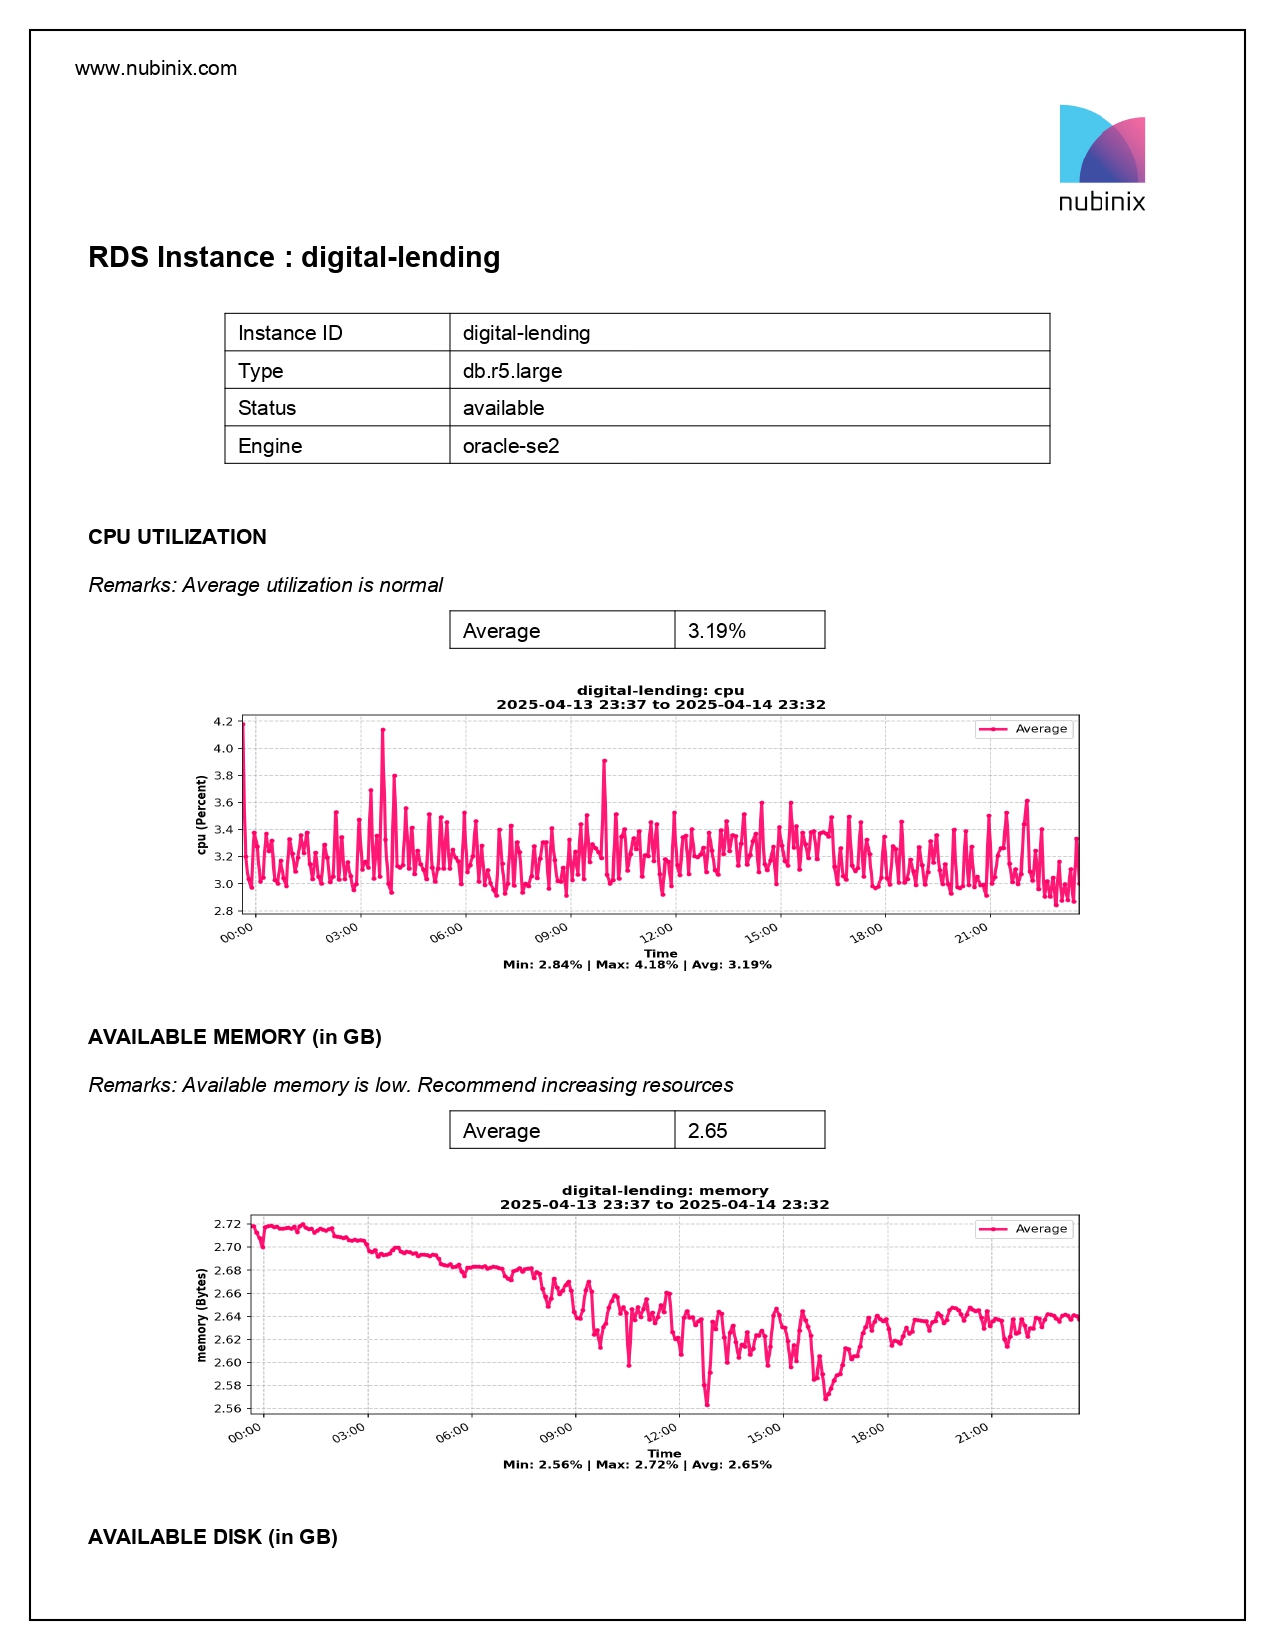 www.nubinix.com
nubinix
RDS Instance : digital-lending
Instance ID digital-lending
Type db.r5.large
Status available
Engine oracle-se2
CPU UTILIZATION
Remarks: Average utilization is normal
Average 3.19%
digital-lending: cpu
2025-04-13 23:37 to 2025-04-14 23:32
Average
4.2
4.0
3.8
3.6
3.4
3.2
3.0
2.8
cpu (Percent)
00:00 03:00 06:00 09:00 12:00 15:00 18:00 21:00
Time
Min: 2.84% | Max: 4.18% | Avg: 3.19%
AVAILABLE MEMORY (in GB)
Remarks: Available memory is low. Recommend increasing resources
Average 2.65
digital-lending: memory
2025-04-13 23:37 to 2025-04-14 23:32
Average
2.72
2.70
2.68
2.66
2.64
2.62
2.60
2.58
2.56
memory (Bytes)
00:00 03:00 06:00 09:00 12:00 15:00 18:00 21:00
Time
Min: 2.56% | Max: 2.72% | Avg: 2.65%
AVAILABLE DISK (in GB)